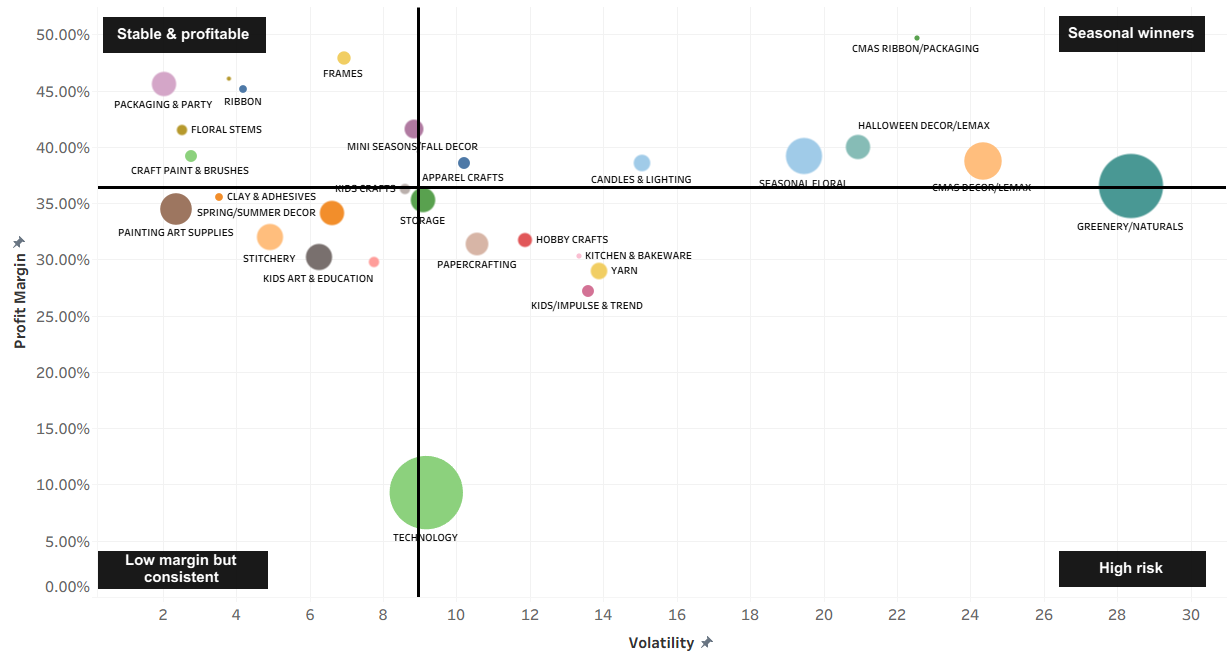 Stable & profitable
Seasonal winners
50.00%
45.00%
40.00%
35.00%
30.00%
25.00%
20.00%
15.00%
10.00%
5.00%
0.00%
Profit Margin
CMAS RIBBON/PACKAGING
FRAMES
PACKAGING & PARTY
RIBBON
FLORAL STEMS
HALLOWEEN DECOR/LEMAX
MINI SEASONS/FALL DECOR
CRAFT PAINT & BRUSHES
APPAREL CRAFTS
CANDLES & LIGHTING
SEASONAL FLORAL
KIDS CRAFTS
CMAS DECOR/LEMAX
CLAY & ADHESIVES
SPRING/SUMMER DECOR
STORAGE
GREENERY/NATURALS
PAINTING ART SUPPLIES
HOBBY CRAFTS
STITCHERY
KITCHEN & BAKEWARE
PAPERCRAFTING
YARN
KIDS ART & EDUCATION
KIDS/IMPULSE & TREND
TECHNOLOGY
Low margin but
consistent
High risk
2 4 6 8 10 12 14 16 18 20 22 24 26 28 30
Volatility